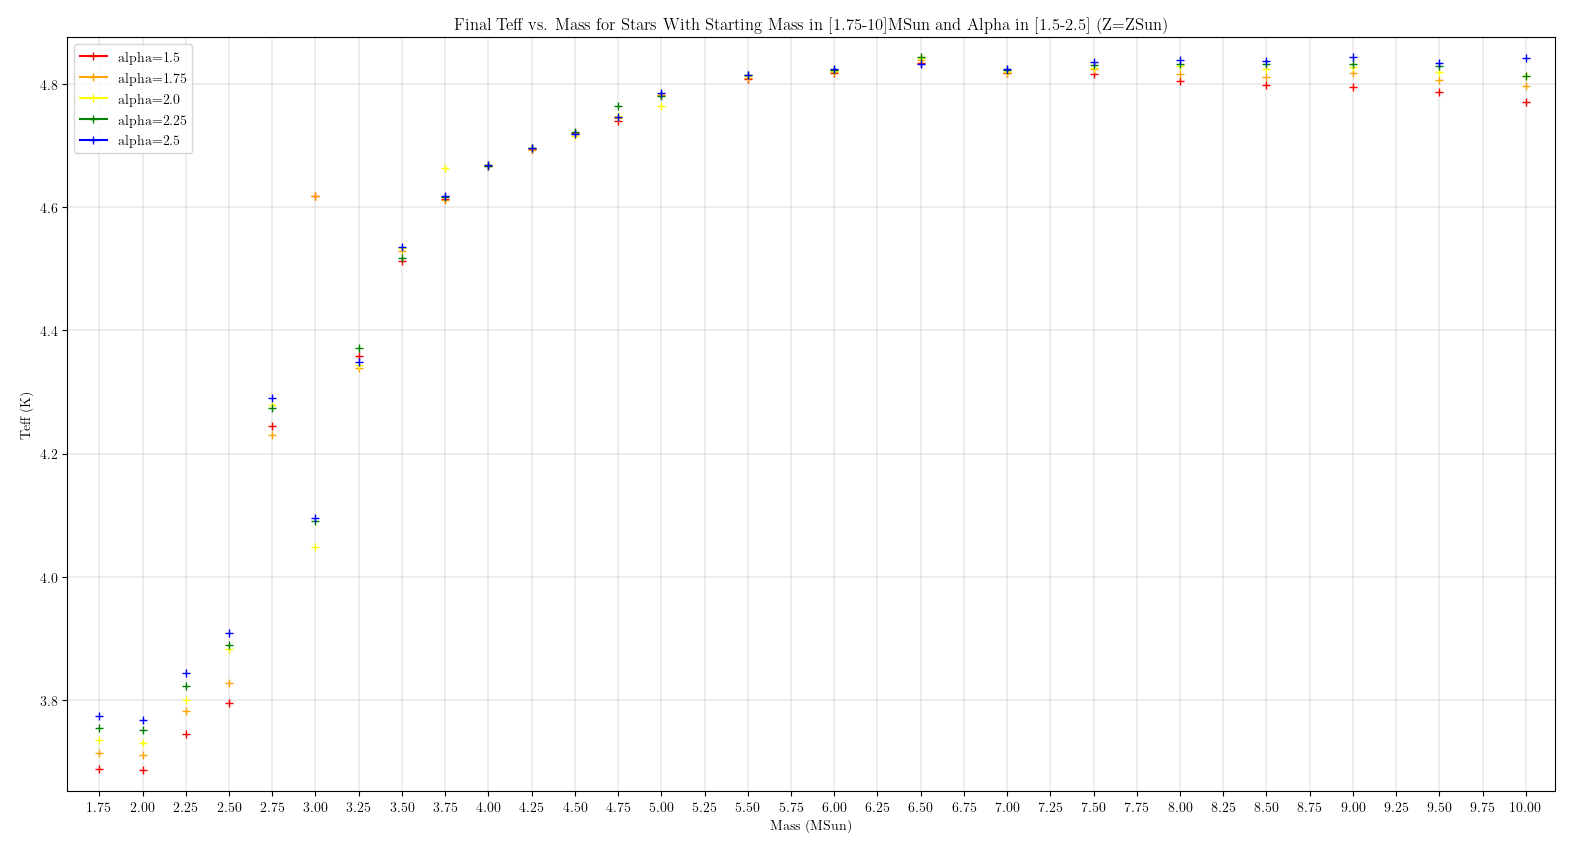 Final Teff vs. Mass for Stars With Starting Mass in [1.75-10]MSun and Alpha in [1.5-2.5] (Z=ZSun)
alpha=1.5
alpha=1.75
alpha=2.0
alpha=2.25
alpha=2.5
Teff (K)
4.8
4.6
4.4
4.2
4.0
3.8
1.75 2.00 2.25 2.50 2.75 3.00 3.25 3.50 3.75 4.00 4.25 4.50 4.75 5.00 5.25 5.50 5.75 6.00 6.25 6.50 6.75 7.00 7.25 7.50 7.75 8.00 8.25 8.50 8.75 9.00 9.25 9.50 9.75 10.00
Mass (MSun)